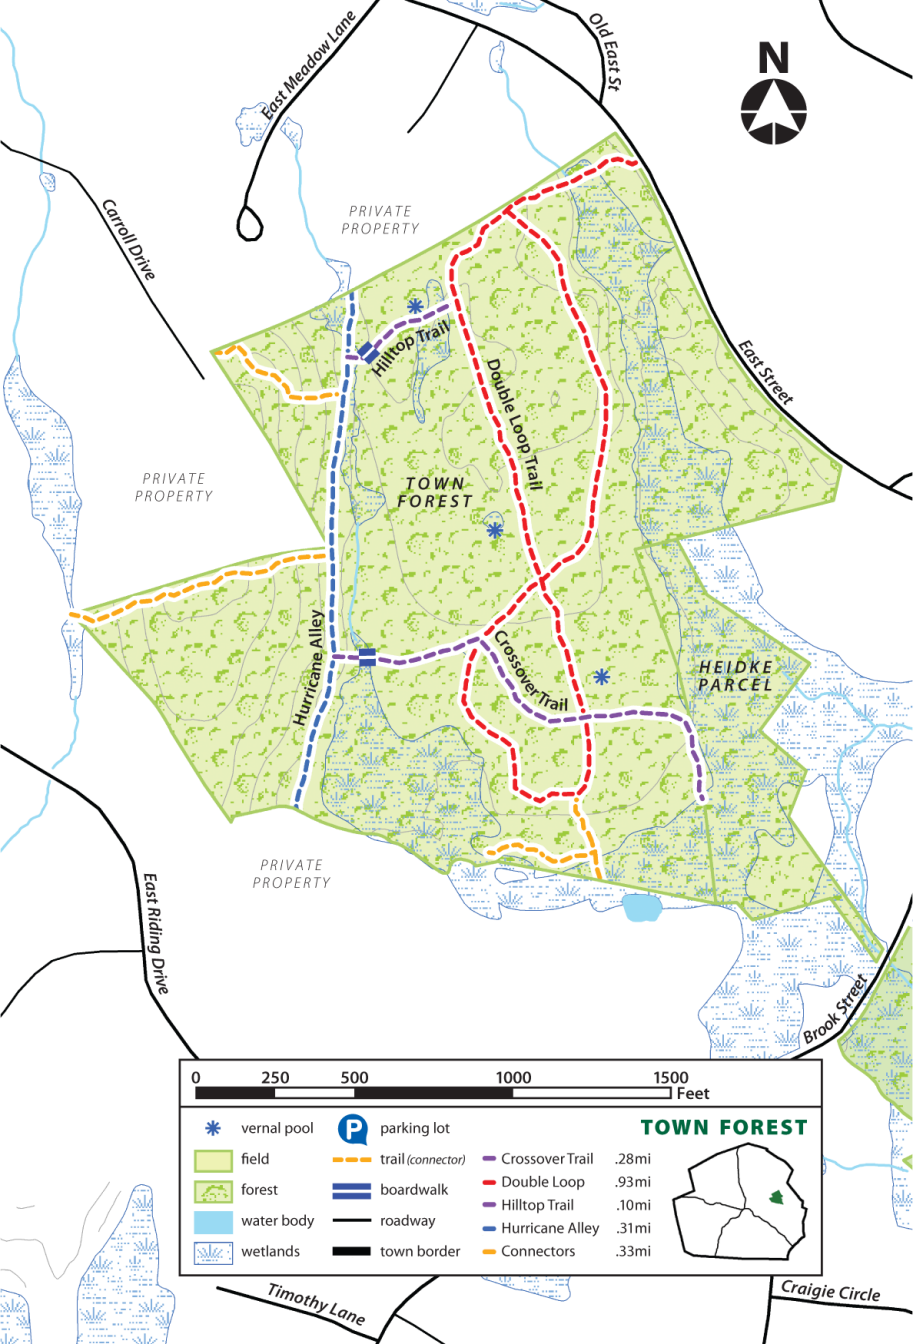 East Meadow Lane
Old East St
N
Carroll Drive
PRIVATE
PROPERTY
Hilltop Trail
East Street
Double Loop Trail
PRIVATE
PROPERTY
TOWN
FOREST
Hurricane Alley
Crossover Trail
HEIDKE
PARCEL
PRIVATE
PROPERTY
East Riding Drive
Brook Street
0 250 500 1000 1500
Feet
vernal pool
field
forest
water body
wetlands
P parking lot
trail (connector)
boardwalk
roadway
town border
TOWN FOREST
Crossover Trail .28mi
Double Loop .93mi
Hilltop Trail .10mi
Hurricane Alley .31mi
Connectors .33mi
Timothy Lane
Craigie Circle